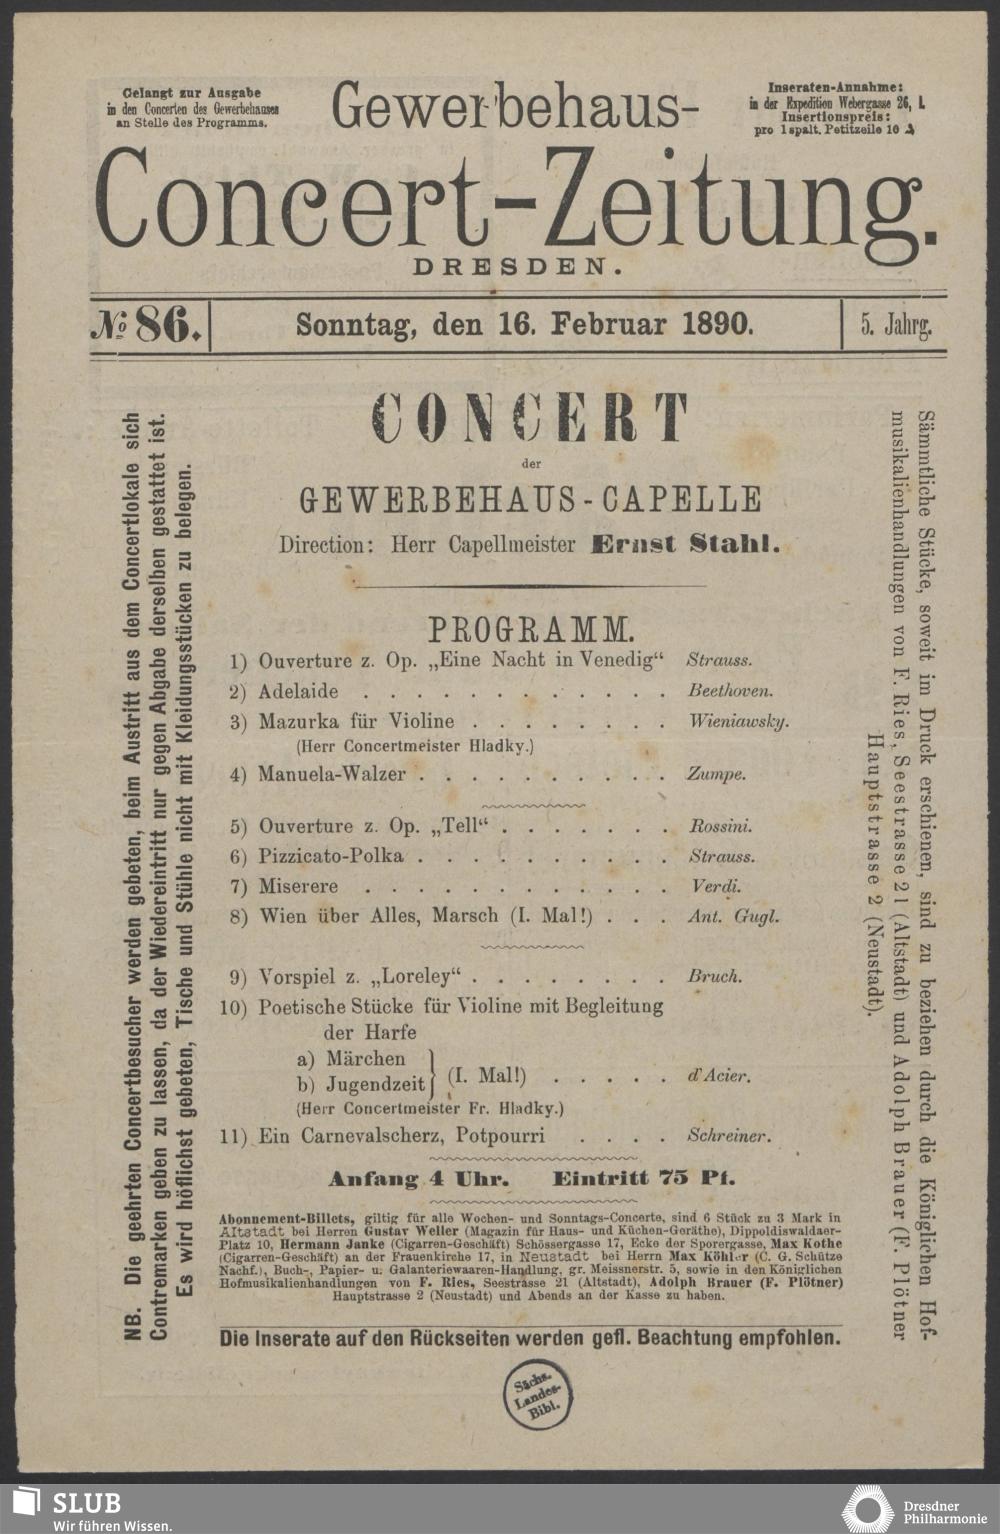 Gelangt zur Ausgabe
in den Concerten des Gewerbehauses
an Stelle des Programms.
Gewerbehaus-
Inseraten-Annahme:
in der Expedition Webergasse 26, I.
Insertionspreis:
pro 1spalt. Petitzeile 10 ₰
Concert-Zeitung.
DRESDEN.
№ 86.
Sonntag, den 16. Februar 1890.
5. Jahrg.
NB. Die geehrten Concertbesucher werden gebeten, beim Austritt aus dem Concertlokale sich
Contremarken geben zu lassen, da der Wiedereintritt nur gegen Abgabe derselben gestattet ist.
Es wird höflichst gebeten, Tische und Stühle nicht mit Kleidungsstücken zu belegen.
CONCERT
der
GEWERBEHAUS-CAPELLE
Direction: Herr Capellmeister Ernst Stahl.
PROGRAMM.
1) Ouverture z. Op. „Eine Nacht in Venedig“ Strauss.
2) Adelaide . . . . . . . . . . . . Beethoven.
3) Mazurka für Violine . . . . . . . . Wieniawsky.
(Herr Concertmeister Hladky.)
4) Manuela-Walzer . . . . . . . . . . Zumpe.
5) Ouverture z. Op. „Tell“ . . . . . . . Rossini.
6) Pizzicato-Polka . . . . . . . . . . Strauss.
7) Miserere . . . . . . . . . . . . Verdi.
8) Wien über Alles, Marsch (I. Mal!) . . . Ant. Gugl.
9) Vorspiel z. „Loreley“ . . . . . . . . Bruch.
10) Poetische Stücke für Violine mit Begleitung
der Harfe
a) Märchen
b) Jugendzeit } (I. Mal!) . . . . . d'Acier.
(Herr Concertmeister Fr. Hladky.)
11) Ein Carnevalscherz, Potpourri . . . . Schreiner.
Anfang 4 Uhr. Eintritt 75 Pf.
Abonnement-Billets, giltig für alle Wochen- und Sonntags-Concerte, sind 6 Stück zu 3 Mark in
Altstadt bei Herren Gustav Weller (Magazin für Haus- und Küchen-Geräthe), Dippoldiswaldaer-
Platz 10, Hermann Janke (Cigarren-Geschäft) Schössergasse 17, Ecke der Sporergasse, Max Kothe
(Cigarren-Geschäft) an der Frauenkirche 17, in Neustadt bei Herrn Max Köhler (C. G. Schütze
Nachf.), Buch-, Papier- u. Galanteriewaaren-Handlung, gr. Meissnerstr. 5, sowie in den Königlichen
Hofmusikalienhandlungen von F. Ries, Seestrasse 21 (Altstadt), Adolph Brauer (F. Plötner)
Hauptstrasse 2 (Neustadt) und Abends an der Kasse zu haben.
Die Inserate auf den Rückseiten werden gefl. Beachtung empfohlen.
Sämmtliche Stücke, soweit im Druck erschienen, sind zu beziehen durch die Königlichen Hof-
musikalienhandlungen von F. Ries, Seestrasse 21 (Altstadt) und Adolph Brauer (F. Plötner
Hauptstrasse 2 (Neustadt).
Sächs.
Landes-
Bibl.
SLUB
Wir führen Wissen.
Dresdner
Philharmonie